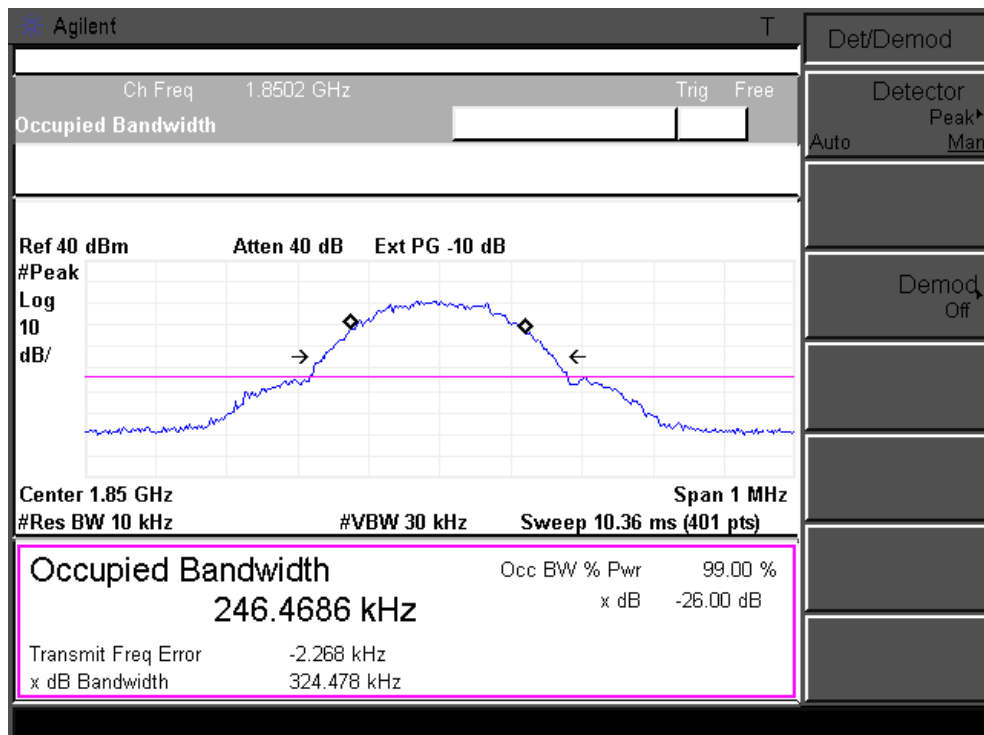 Agilent T
Det/Demod
Ch Freq 1.8502 GHz Trig Free
Occupied Bandwidth
Detector
Peak
Auto Man
Demod
Off
Ref 40 dBm Atten 40 dB Ext PG -10 dB
#Peak
Log
10
dB/
Center 1.85 GHz Span 1 MHz
#Res BW 10 kHz #VBW 30 kHz Sweep 10.36 ms (401 pts)
Occupied Bandwidth Occ BW % Pwr 99.00 %
246.4686 kHz x dB -26.00 dB
Transmit Freq Error -2.268 kHz
x dB Bandwidth 324.478 kHz